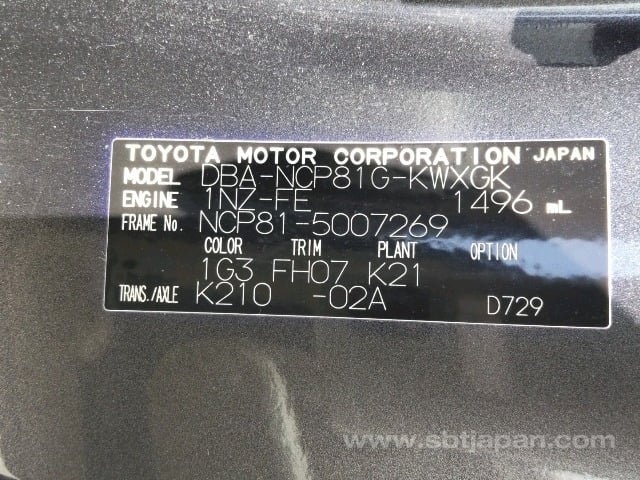 TOYOTA MOTOR CORPORATION JAPAN
MODEL DBA-NCP81G-KWXGK
ENGINE 1NZ-FE 1496 mL
FRAME No. NCP81-5007269
COLOR TRIM PLANT OPTION
1G3 FH07 K21
TRANS./AXLE K210 -02A D729
www.sbtjapan.com